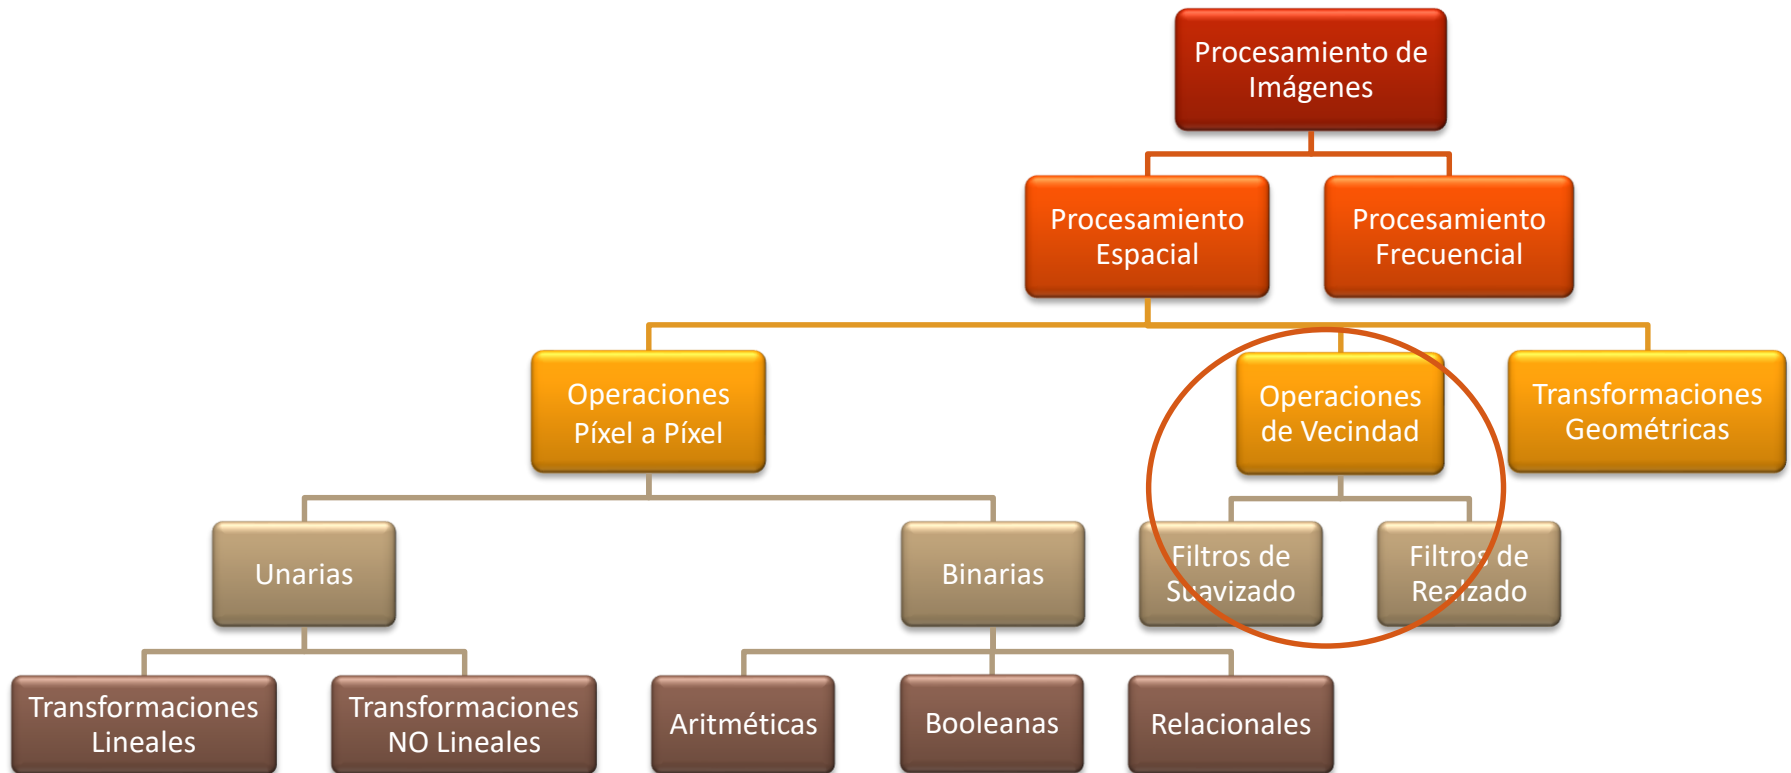 Procesamiento de
Imágenes
Procesamiento
Espacial
Procesamiento
Frecuencial
Operaciones
Píxel a Píxel
Operaciones
de Vecindad
Transformaciones
Geométricas
Unarias
Binarias
Filtros de
Suavizado
Filtros de
Realzado
Transformaciones
Lineales
Transformaciones
NO Lineales
Aritméticas
Booleanas
Relacionales